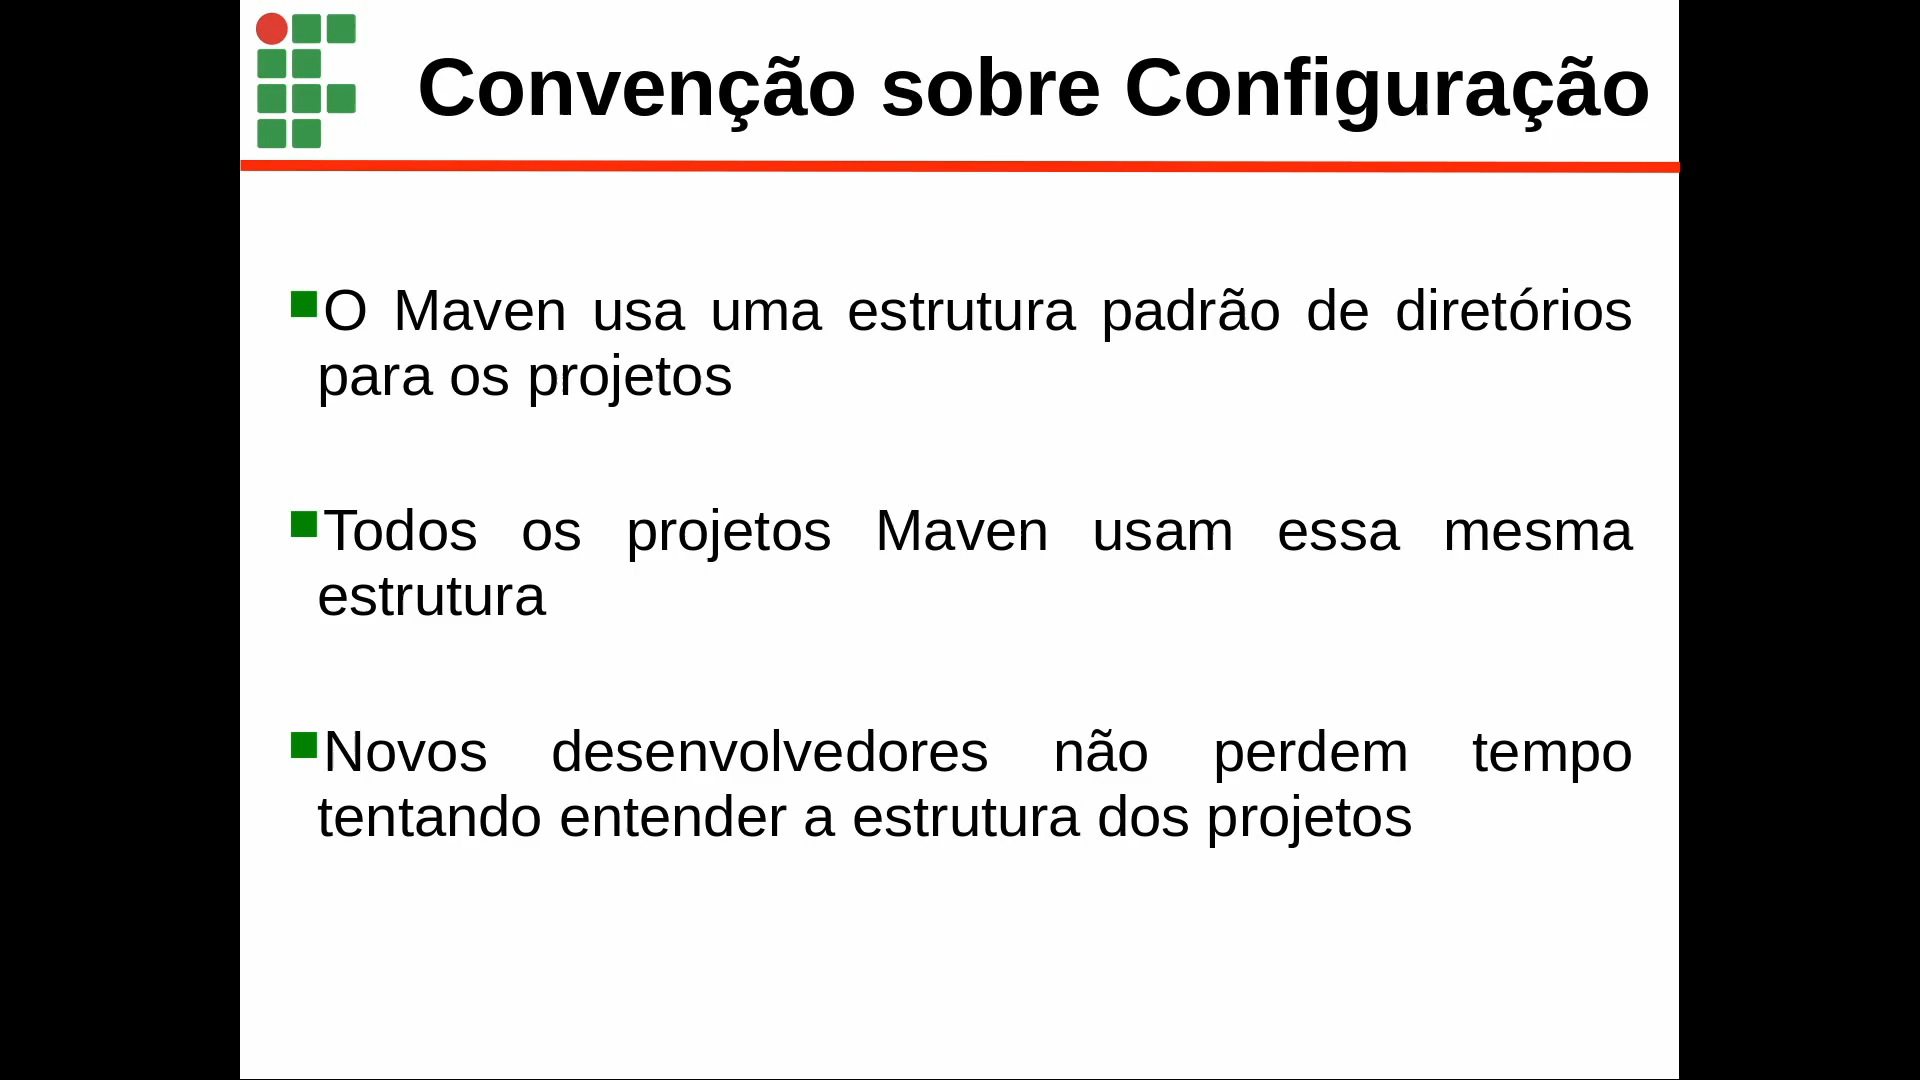 Convenção sobre Configuração
O Maven usa uma estrutura padrão de diretórios
para os projetos
Todos os projetos Maven usam essa mesma
estrutura
Novos desenvolvedores não perdem tempo
tentando entender a estrutura dos projetos